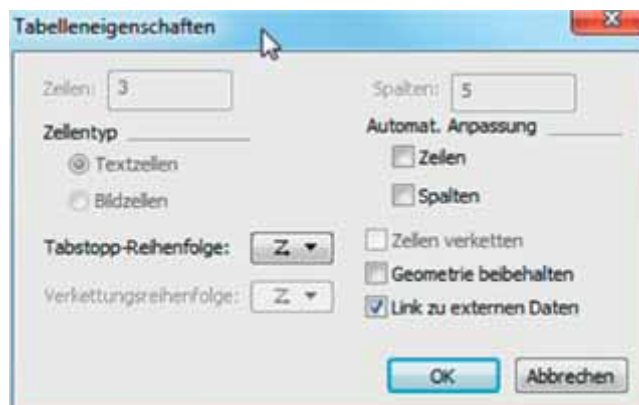 Tabelleneigenschaften
Zeilen: 3
Spalten: 5
Zellentyp
Textzellen
Bildzellen
Automat. Anpassung
Zeilen
Spalten
Tabstopp-Reihenfolge: Z
Verkettungsreihenfolge: Z
Zellen verketten
Geometrie beibehalten
Link zu externen Daten
OK
Abbrechen